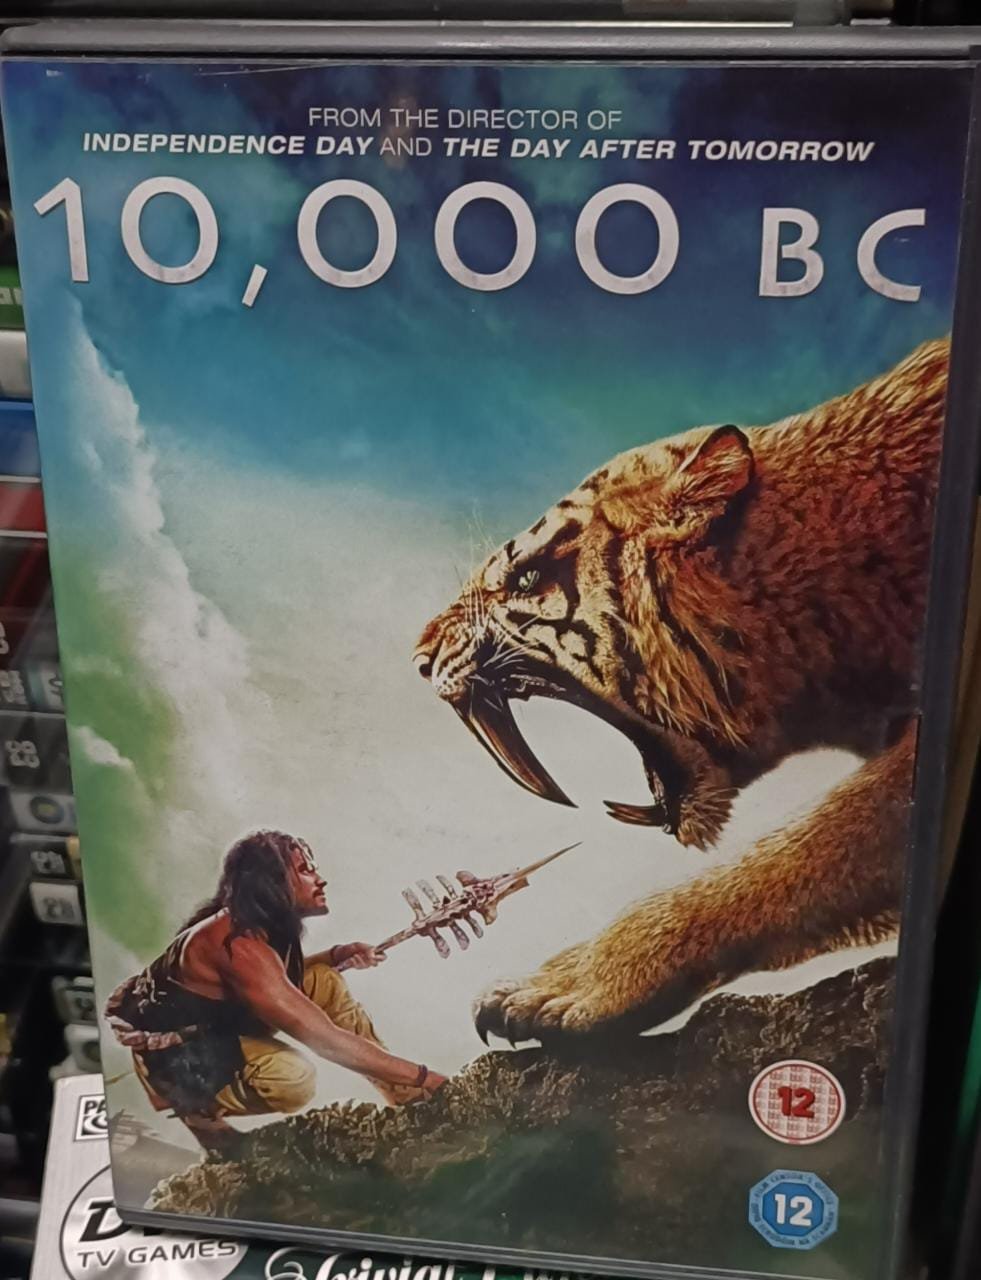 FROM THE DIRECTOR OF
INDEPENDENCE DAY AND THE DAY AFTER TOMORROW
10,000 BC
12
12
TV GAMES